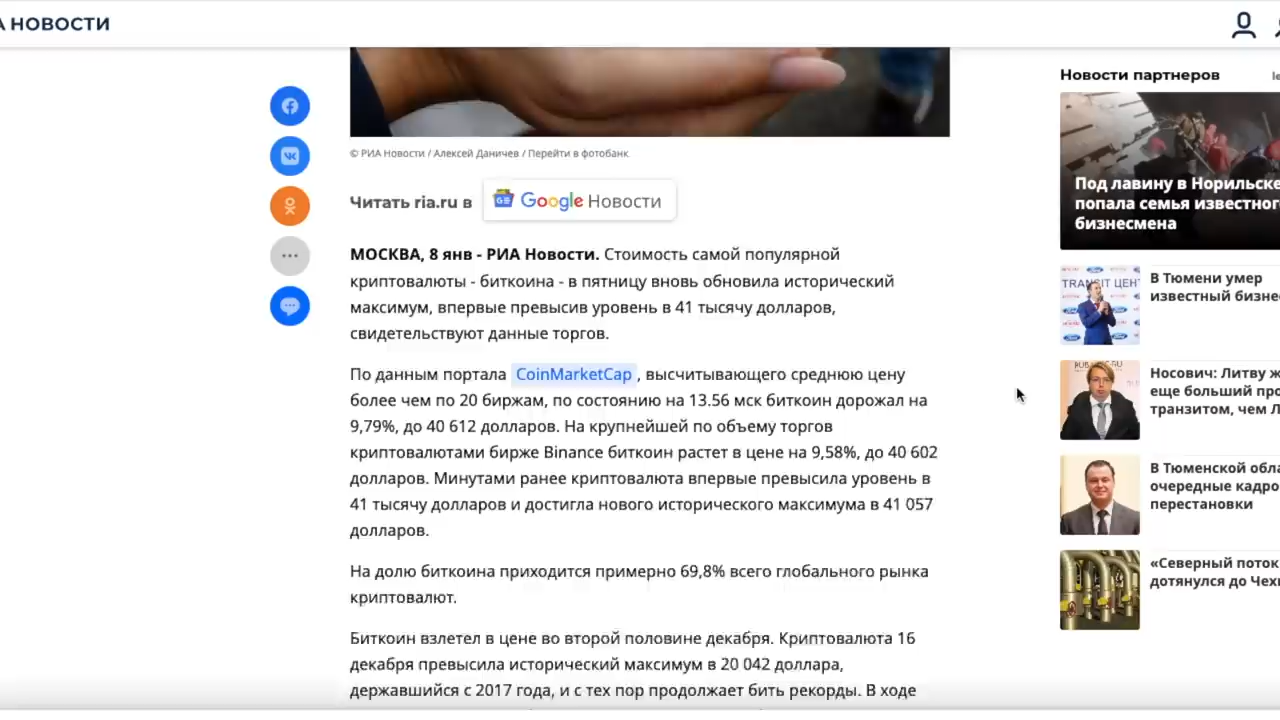 НОВОСТИ
© РИА Новости / Алексей Даничев / Перейти в фотобанк
Читать ria.ru в
Google Новости
МОСКВА, 8 янв - РИА Новости. Стоимость самой популярной
криптовалюты - биткоина - в пятницу вновь обновила исторический
максимум, впервые превысив уровень в 41 тысячу долларов,
свидетельствуют данные торгов.
По данным портала CoinMarketCap, высчитывающего среднюю цену
более чем по 20 биржам, по состоянию на 13.56 мск биткоин дорожал на
9,79%, до 40 612 долларов. На крупнейшей по объему торгов
криптовалютами бирже Binance биткоин растет в цене на 9,58%, до 40 602
долларов. Минутами ранее криптовалюта впервые превысила уровень в
41 тысячу долларов и достигла нового исторического максимума в 41 057
долларов.
На долю биткоина приходится примерно 69,8% всего глобального рынка
криптовалют.
Биткоин взлетел в цене во второй половине декабря. Криптовалюта 16
декабря превысила исторический максимум в 20 042 доллара,
державшийся с 2017 года, и с тех пор продолжает бить рекорды. В ходе
Новости партнеров
Под лавину в Норильске
попала семья известного
бизнесмена
В Тюмени умер
известный
Носович: Литву
еще больший
транзитом, чем
В Тюменской
очередные
перестановки
«Северный поток
дотянулся до